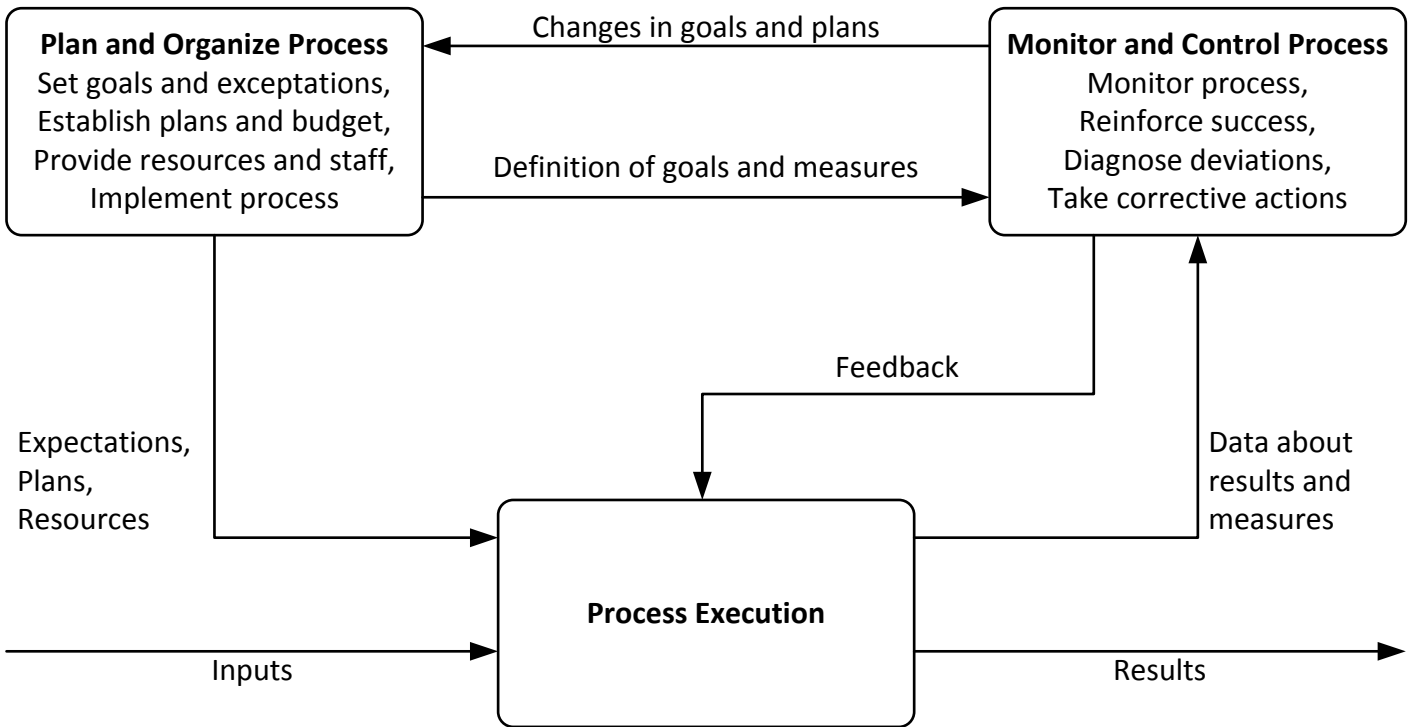 Plan and Organize Process
Set goals and exceptations,
Establish plans and budget,
Provide resources and staff,
Implement process
Changes in goals and plans
Definition of goals and measures
Monitor and Control Process
Monitor process,
Reinforce success,
Diagnose deviations,
Take corrective actions
Feedback
Expectations,
Plans,
Resources
Data about
results and
measures
Process Execution
Inputs
Results